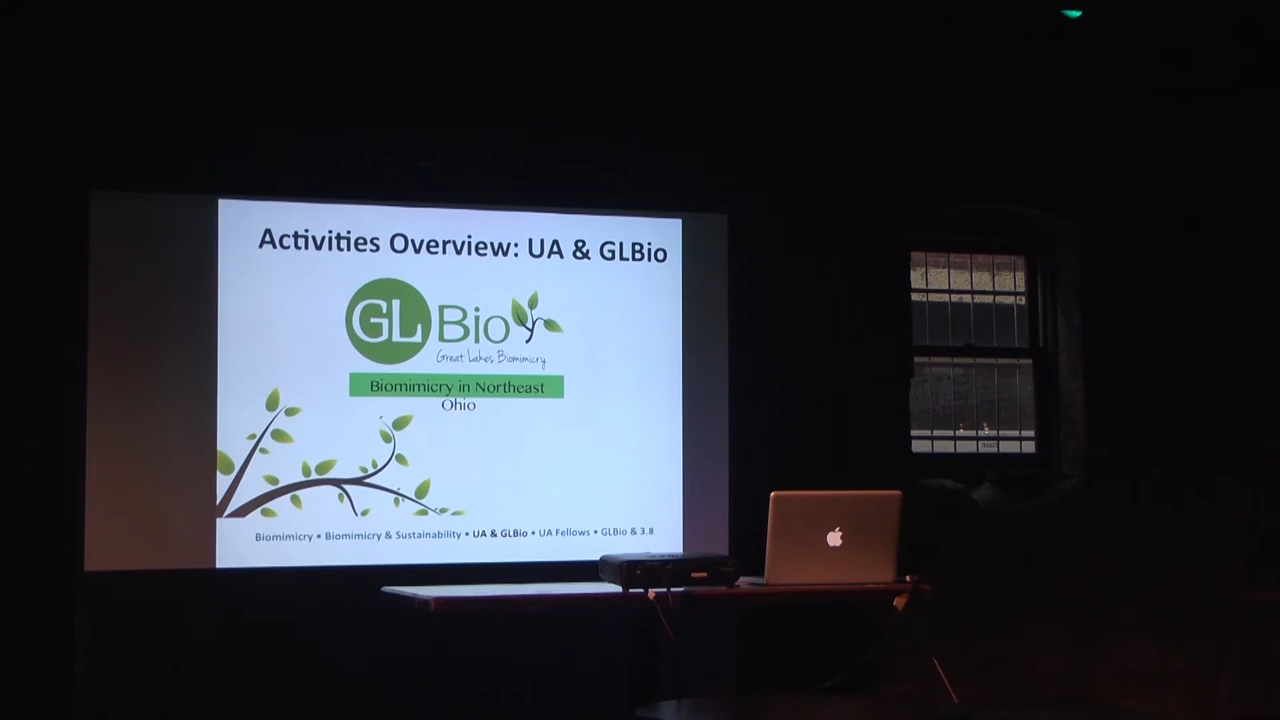 Activities Overview: UA & GLBio
GL Bio
Great Lakes Biomimicry
Biomimicry in Northeast
Ohio
Biomimicry • Biomimicry & Sustainability • UA & GLBio • UA Fellows • GLBio & 3.8